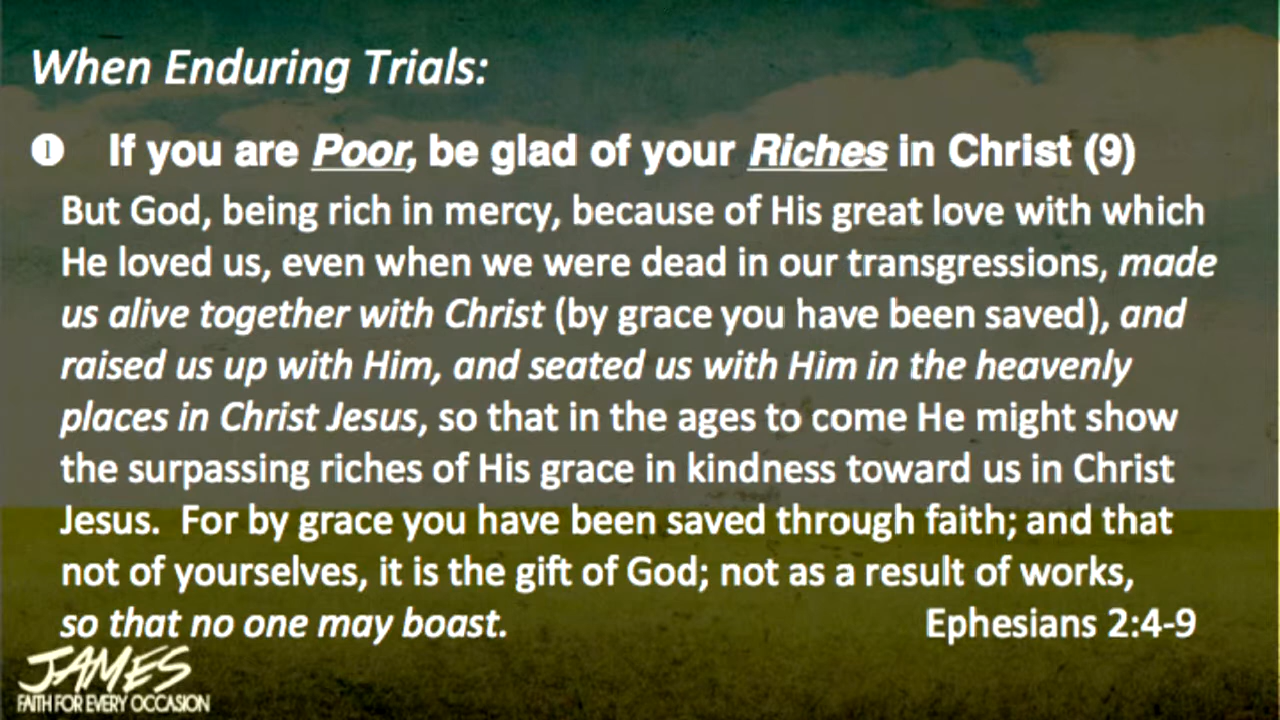 When Enduring Trials:
❶ If you are Poor, be glad of your Riches in Christ (9)
But God, being rich in mercy, because of His great love with which
He loved us, even when we were dead in our transgressions, made
us alive together with Christ (by grace you have been saved), and
raised us up with Him, and seated us with Him in the heavenly
places in Christ Jesus, so that in the ages to come He might show
the surpassing riches of His grace in kindness toward us in Christ
Jesus.  For by grace you have been saved through faith; and that
not of yourselves, it is the gift of God; not as a result of works,
so that no one may boast. Ephesians 2:4-9
JAMES
FAITH FOR EVERY OCCASION